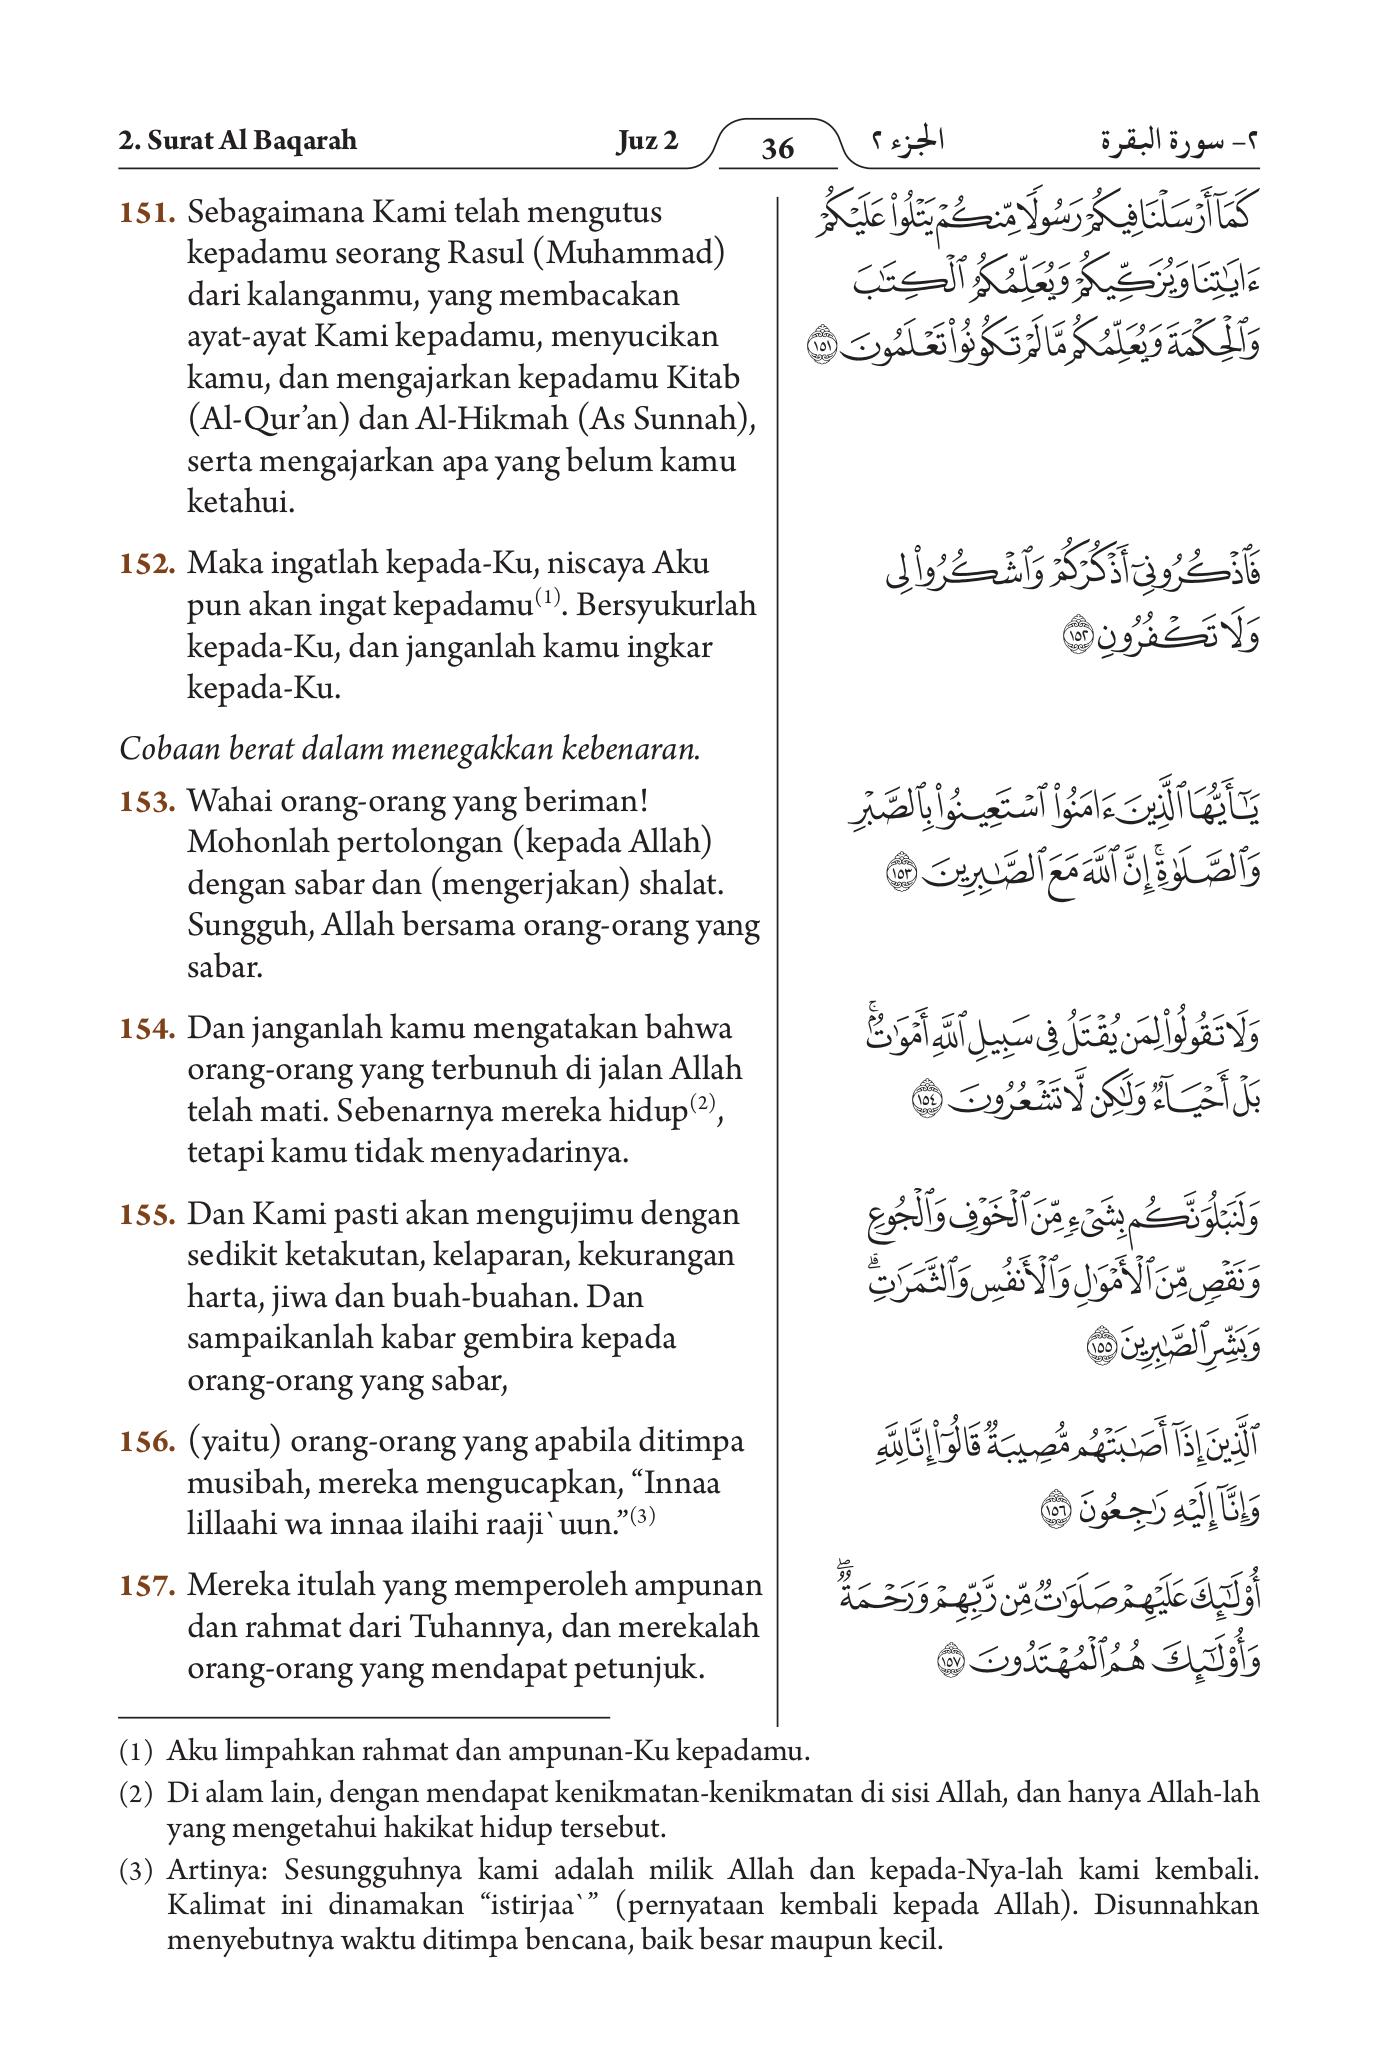 2. Surat Al Baqarah
Juz 2
36
الجزء ٢
٢- سورة البقرة
151. Sebagaimana Kami telah mengutus
kepadamu seorang Rasul (Muhammad)
dari kalanganmu, yang membacakan
ayat-ayat Kami kepadamu, menyucikan
kamu, dan mengajarkan kepadamu Kitab
(Al-Qur’an) dan Al-Hikmah (As Sunnah),
serta mengajarkan apa yang belum kamu
ketahui.
كَمَآ أَرْسَلْنَا فِيكُمْ رَسُولًا مِّنكُمْ يَتْلُوا۟ عَلَيْكُمْ
ءَايَٰتِنَا وَيُزَكِّيكُمْ وَيُعَلِّمُكُمُ ٱلْكِتَٰبَ
وَٱلْحِكْمَةَ وَيُعَلِّمُكُم مَّا لَمْ تَكُونُوا۟ تَعْلَمُونَ ١٥١
152. Maka ingatlah kepada-Ku, niscaya Aku
pun akan ingat kepadamu(1). Bersyukurlah
kepada-Ku, dan janganlah kamu ingkar
kepada-Ku.
فَٱذْكُرُونِىٓ أَذْكُرْكُمْ وَٱشْكُرُوا۟ لِى
وَلَا تَكْفُرُونِ ١٥٢
Cobaan berat dalam menegakkan kebenaran.
153. Wahai orang-orang yang beriman!
Mohonlah pertolongan (kepada Allah)
dengan sabar dan (mengerjakan) shalat.
Sungguh, Allah bersama orang-orang yang
sabar.
يَٰٓأَيُّهَا ٱلَّذِينَ ءَامَنُوا۟ ٱسْتَعِينُوا۟ بِٱلصَّبْرِ
وَٱلصَّلَوٰةِ ۚ إِنَّ ٱللَّهَ مَعَ ٱلصَّٰبِرِينَ ١٥٣
154. Dan janganlah kamu mengatakan bahwa
orang-orang yang terbunuh di jalan Allah
telah mati. Sebenarnya mereka hidup(2),
tetapi kamu tidak menyadarinya.
وَلَا تَقُولُوا۟ لِمَن يُقْتَلُ فِى سَبِيلِ ٱللَّهِ أَمْوَٰتٌۢ ۚ
بَلْ أَحْيَآءٌ وَلَٰكِن لَّا تَشْعُرُونَ ١٥٤
155. Dan Kami pasti akan mengujimu dengan
sedikit ketakutan, kelaparan, kekurangan
harta, jiwa dan buah-buahan. Dan
sampaikanlah kabar gembira kepada
orang-orang yang sabar,
وَلَنَبْلُوَنَّكُم بِشَىْءٍ مِّنَ ٱلْخَوْفِ وَٱلْجُوعِ
وَنَقْصٍ مِّنَ ٱلْأَمْوَٰلِ وَٱلْأَنفُسِ وَٱلثَّمَرَٰتِ ۗ
وَبَشِّرِ ٱلصَّٰبِرِينَ ١٥٥
156. (yaitu) orang-orang yang apabila ditimpa
musibah, mereka mengucapkan, “Innaa
lillaahi wa innaa ilaihi raaji`uun.”(3)
ٱلَّذِينَ إِذَآ أَصَٰبَتْهُم مُّصِيبَةٌ قَالُوٓا۟ إِنَّا لِلَّهِ
وَإِنَّآ إِلَيْهِ رَٰجِعُونَ ١٥٦
157. Mereka itulah yang memperoleh ampunan
dan rahmat dari Tuhannya, dan merekalah
orang-orang yang mendapat petunjuk.
أُو۟لَٰٓئِكَ عَلَيْهِمْ صَلَوَٰتٌ مِّن رَّبِّهِمْ وَرَحْمَةٌ ۖ
وَأُو۟لَٰٓئِكَ هُمُ ٱلْمُهْتَدُونَ ١٥٧
(1) Aku limpahkan rahmat dan ampunan-Ku kepadamu.
(2) Di alam lain, dengan mendapat kenikmatan-kenikmatan di sisi Allah, dan hanya Allah-lah
yang mengetahui hakikat hidup tersebut.
(3) Artinya: Sesungguhnya kami adalah milik Allah dan kepada-Nya-lah kami kembali.
Kalimat ini dinamakan “istirjaa`” (pernyataan kembali kepada Allah). Disunnahkan
menyebutnya waktu ditimpa bencana, baik besar maupun kecil.